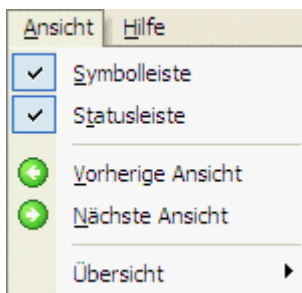 Ansicht Hilfe
Symbolleiste
Statusleiste
Vorherige Ansicht
Nächste Ansicht
Übersicht